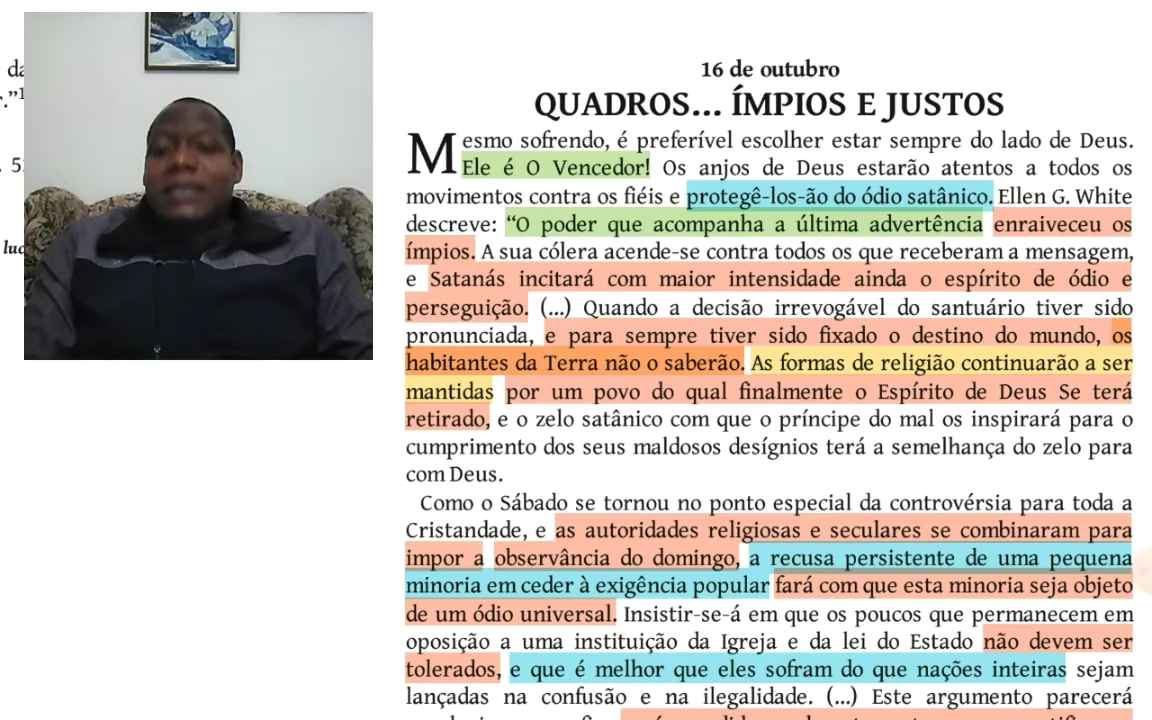 da
r.”1
. 5
luc
16 de outubro
QUADROS... ÍMPIOS E JUSTOS
Mesmo sofrendo, é preferível escolher estar sempre do lado de Deus.
Ele é O Vencedor! Os anjos de Deus estarão atentos a todos os
movimentos contra os fiéis e protegê-los-ão do ódio satânico. Ellen G. White
descreve: “O poder que acompanha a última advertência enraiveceu os
ímpios. A sua cólera acende-se contra todos os que receberam a mensagem,
e Satanás incitará com maior intensidade ainda o espírito de ódio e
perseguição. (...) Quando a decisão irrevogável do santuário tiver sido
pronunciada, e para sempre tiver sido fixado o destino do mundo, os
habitantes da Terra não o saberão. As formas de religião continuarão a ser
mantidas por um povo do qual finalmente o Espírito de Deus Se terá
retirado, e o zelo satânico com que o príncipe do mal os inspirará para o
cumprimento dos seus maldosos desígnios terá a semelhança do zelo para
com Deus.
Como o Sábado se tornou no ponto especial da controvérsia para toda a
Cristandade, e as autoridades religiosas e seculares se combinaram para
impor a observância do domingo, a recusa persistente de uma pequena
minoria em ceder à exigência popular fará com que esta minoria seja objeto
de um ódio universal. Insistir-se-á em que os poucos que permanecem em
oposição a uma instituição da Igreja e da lei do Estado não devem ser
tolerados, e que é melhor que eles sofram do que nações inteiras sejam
lançadas na confusão e na ilegalidade. (...) Este argumento parecerá